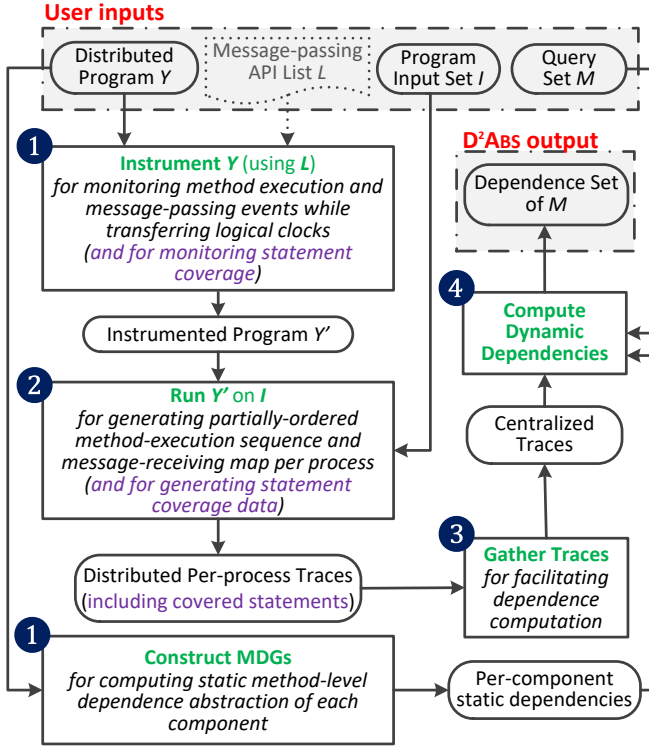 User inputs
Distributed
Program Y
Message-passing
API List L
Program
Input Set I
Query
Set M
D²ABS output
Dependence Set
of M
1
Instrument Y (using L)
for monitoring method execution and
message-passing events while
transferring logical clocks
(and for monitoring statement
coverage)
4
Compute
Dynamic
Dependencies
Instrumented Program Y'
2
Run Y' on I
for generating partially-ordered
method-execution sequence and
message-receiving map per process
(and for generating statement
coverage data)
Centralized
Traces
3
Gather Traces
for facilitating
dependence
computation
Distributed Per-process Traces
(including covered statements)
1
Construct MDGs
for computing static method-level
dependence abstraction of each
component
Per-component
static dependencies